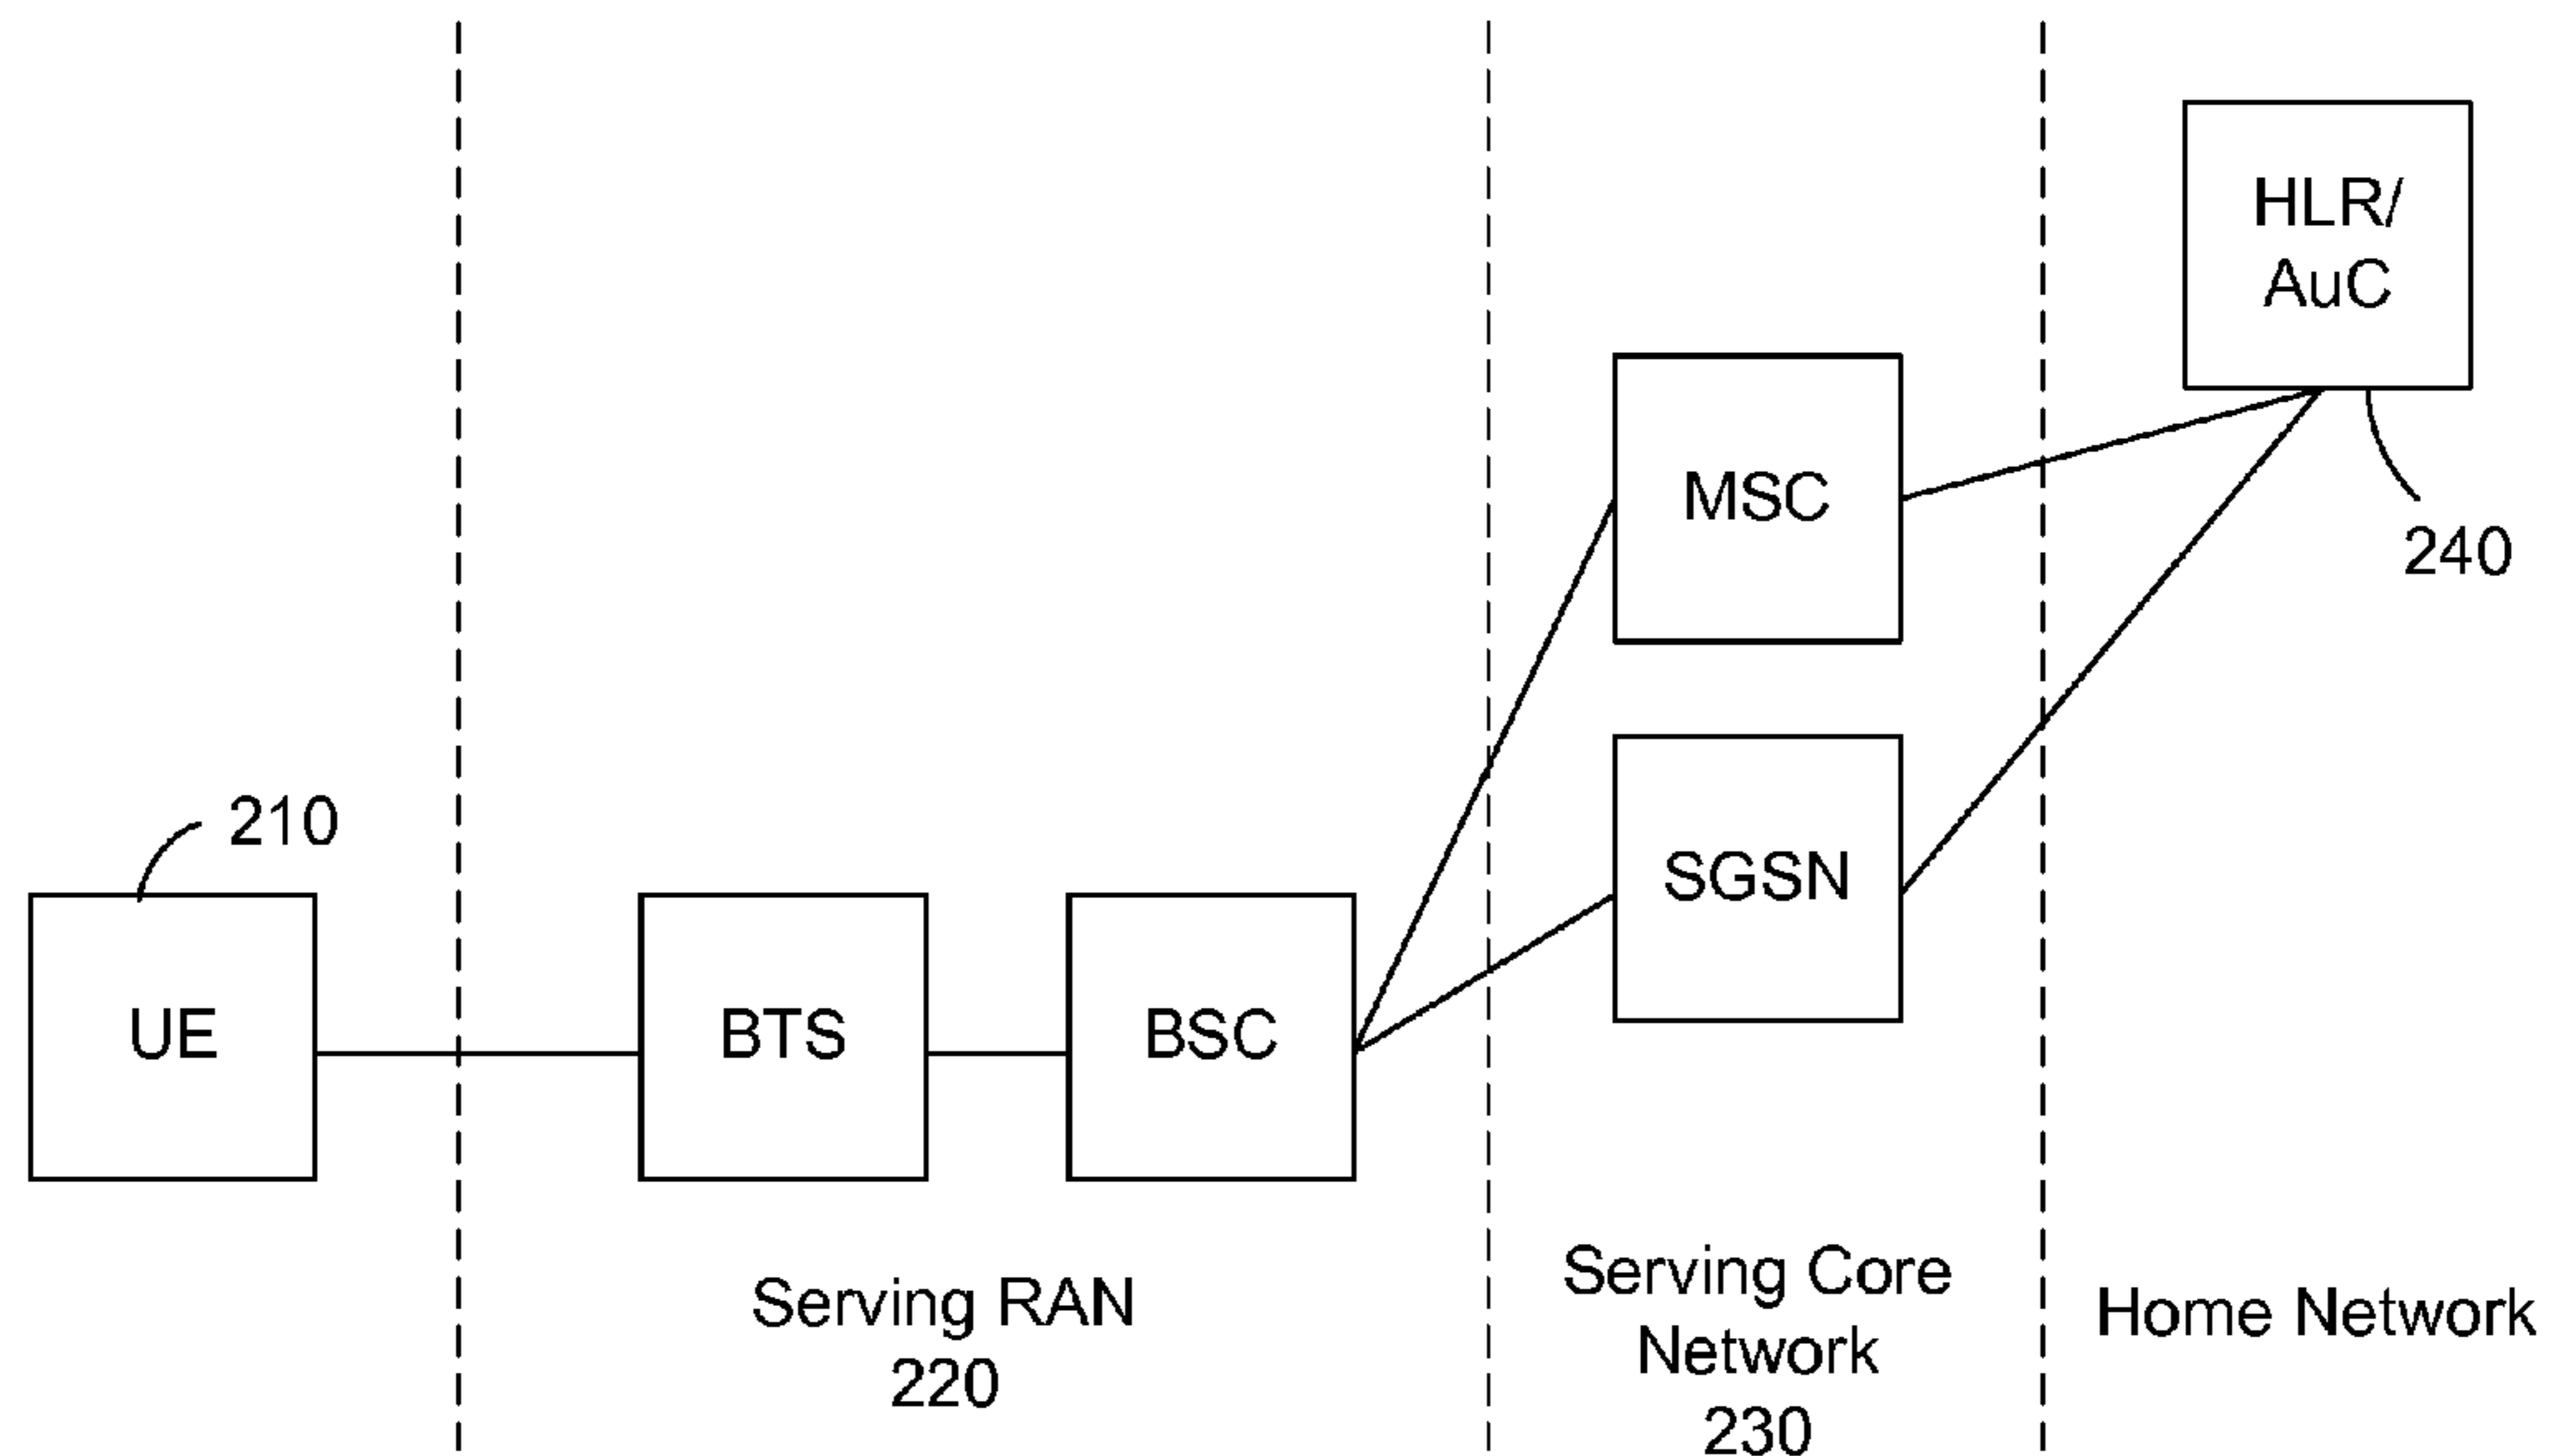 HLR/
AuC
MSC
240
SGSN
210
UE
BTS
BSC
Serving RAN
220
Serving Core
Network
230
Home Network